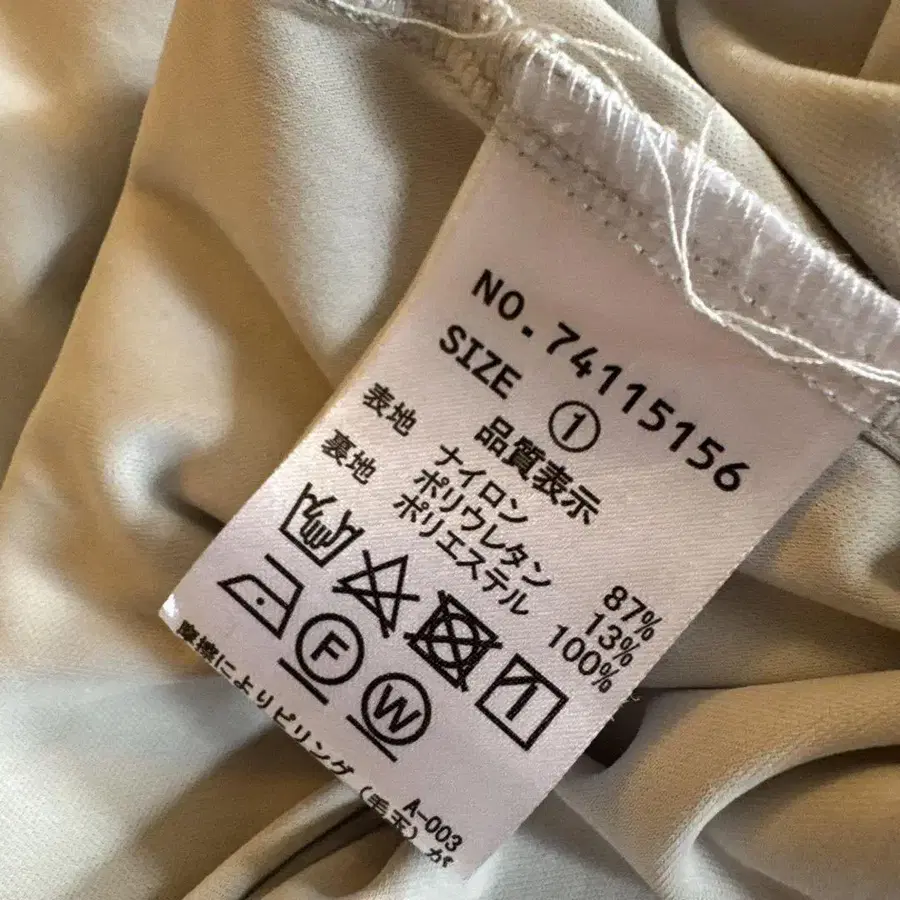 NO.74115156
SIZE ①
品質表示
表地 ナイロン 87%
ポリウレタン 13%
裏地 ポリエステル 100%
F
W
A-003
摩擦によりピリング(毛玉)が